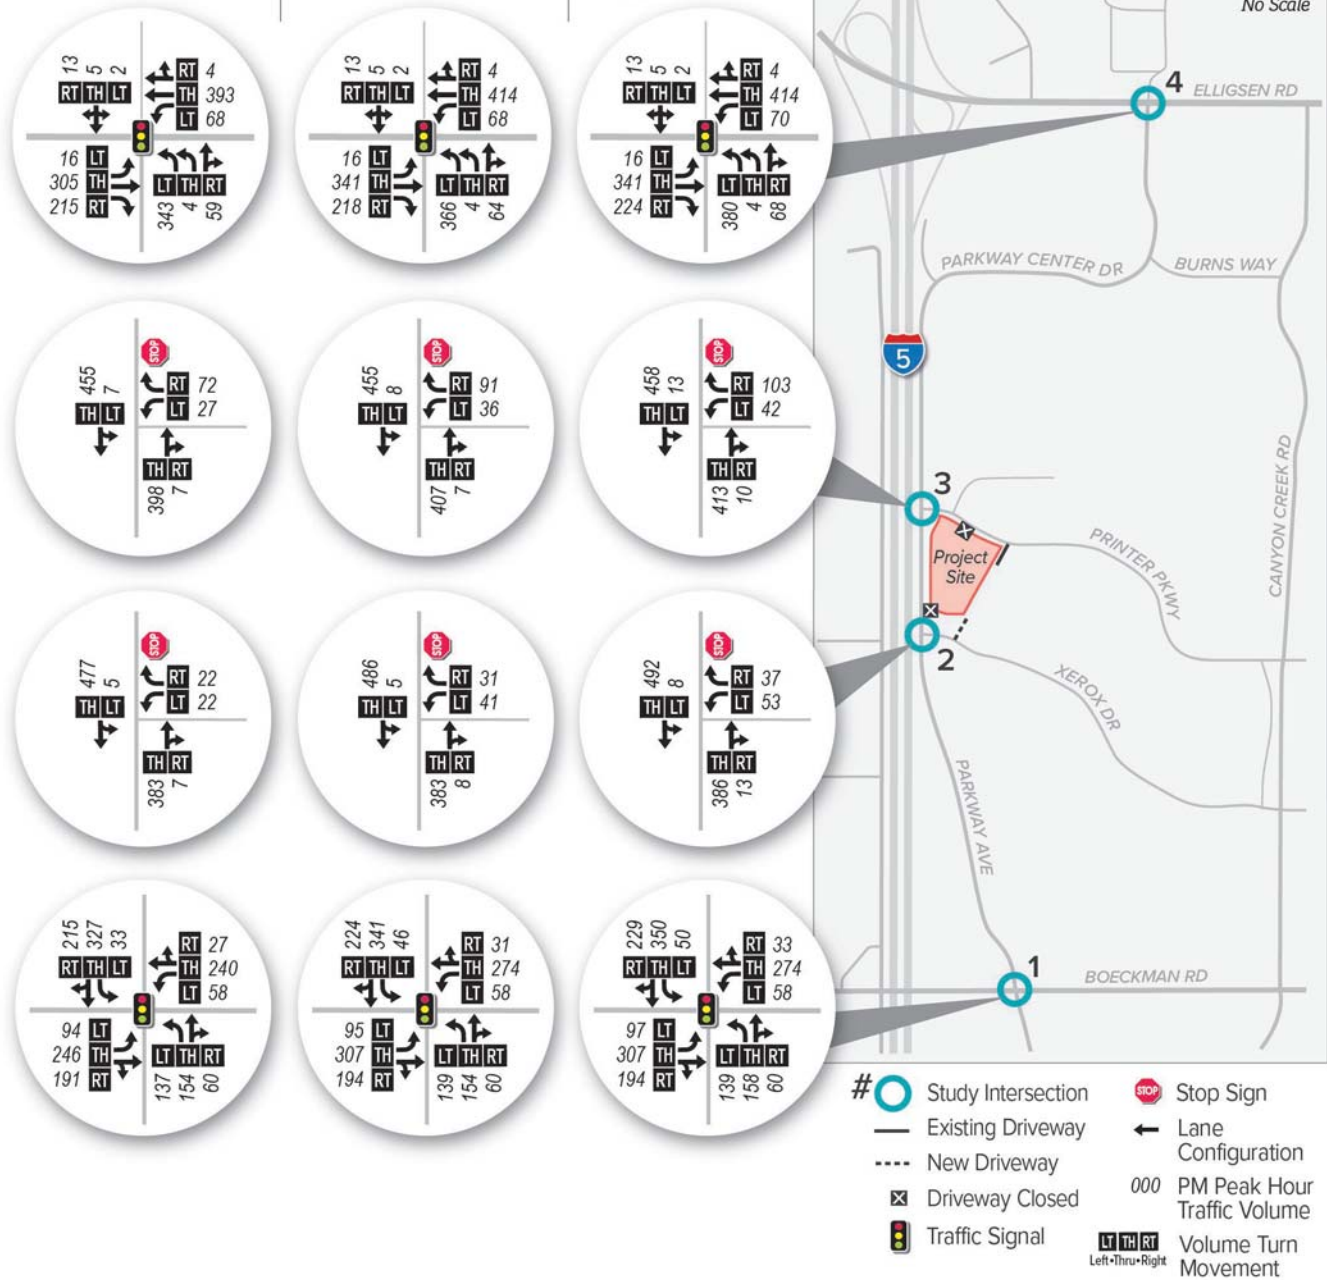 No Scale
13 5 2
RT TH LT
RT 4
TH 393
LT 68
16 LT
305 TH
215 RT
LT TH RT
343 4 59
13 5 2
RT TH LT
RT 4
TH 414
LT 68
16 LT
341 TH
218 RT
LT TH RT
366 4 64
13 5 2
RT TH LT
RT 4
TH 414
LT 70
16 LT
341 TH
224 RT
LT TH RT
380 4 68
455 7
TH LT
STOP
RT 72
LT 27
TH RT
398 7
455 8
TH LT
STOP
RT 91
LT 36
TH RT
407 7
458 13
TH LT
STOP
RT 103
LT 42
TH RT
413 10
477 5
TH LT
STOP
RT 22
LT 22
TH RT
383 7
486 5
TH LT
STOP
RT 31
LT 41
TH RT
383 8
492 8
TH LT
STOP
RT 37
LT 53
TH RT
386 13
215 327 33
RT TH LT
RT 27
TH 240
LT 58
94 LT
246 TH
191 RT
LT TH RT
137 154 60
224 341 46
RT TH LT
RT 31
TH 274
LT 58
95 LT
307 TH
194 RT
LT TH RT
139 154 60
229 350 50
RT TH LT
RT 33
TH 274
LT 58
97 LT
307 TH
194 RT
LT TH RT
139 158 60
4
ELLIGSEN RD
PARKWAY CENTER DR
BURNS WAY
5
CANYON CREEK RD
3
PRINTER PKWY
Project
Site
2
XEROX DR
PARKWAY AVE
1
BOECKMAN RD
# Study Intersection
Existing Driveway
New Driveway
Driveway Closed
Traffic Signal
STOP Stop Sign
Lane
Configuration
000 PM Peak Hour
Traffic Volume
LT TH RT Volume Turn
Left•Thru•Right Movement